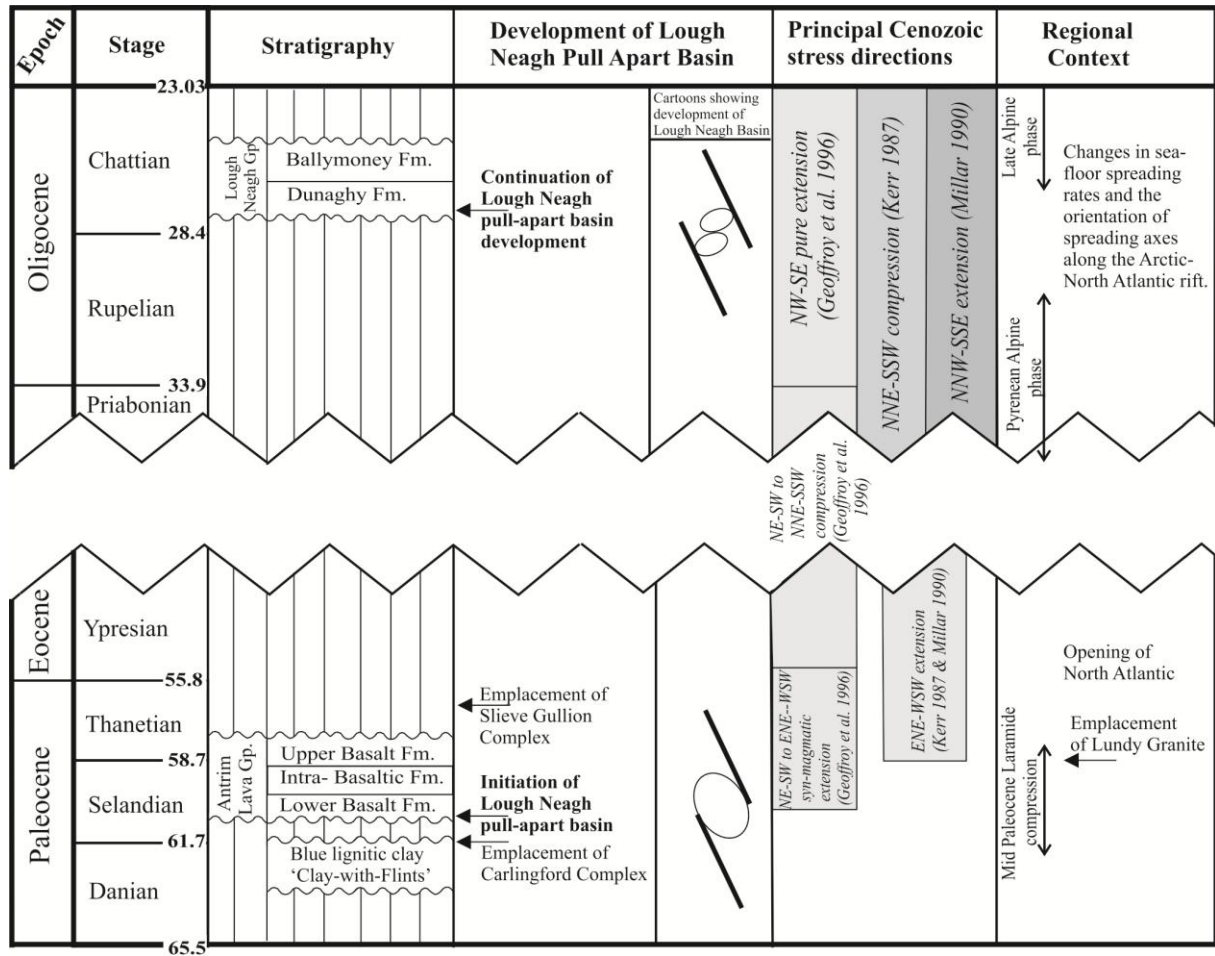 Epoch
Stage
Stratigraphy
Development of Lough
Neagh Pull Apart Basin
Principal Cenozoic
stress directions
Regional
Context
23.03
Oligocene
Chattian
28.4
Rupelian
33.9
Priabonian
Lough
Neagh Gp.
Ballymoney Fm.
Dunaghy Fm.
Continuation of
Lough Neagh
pull-apart basin
development
Cartoons showing
development of
Lough Neagh Basin
NW-SE pure extension
(Geoffroy et al. 1996)
NNE-SSW compression (Kerr 1987)
NNW-SSE extension (Millar 1990)
Late Alpine
phase
Pyrenean Alpine
phase
Changes in sea-
floor spreading
rates and the
orientation of
spreading axes
along the Arctic-
North Atlantic rift.
NE-SW to
NNE-SSW
compression
(Geoffroy et al.
1996)
Eocene
Ypresian
55.8
Paleocene
Thanetian
58.7
Selandian
61.7
Danian
65.5
Antrim
Lava Gp.
Upper Basalt Fm.
Intra- Basaltic Fm.
Lower Basalt Fm.
Blue lignitic clay
‘Clay-with-Flints’
Emplacement of
Slieve Gullion
Complex
Initiation of
Lough Neagh
pull-apart basin
Emplacement of
Carlingford Complex
NE-SW to ENE--WSW
syn-magmatic
extension
(Geoffroy et al. 1996)
ENE-WSW extension
(Kerr 1987 & Millar 1990)
Mid Paleocene Laramide
compression
Opening of
North Atlantic
Emplacement
of Lundy Granite